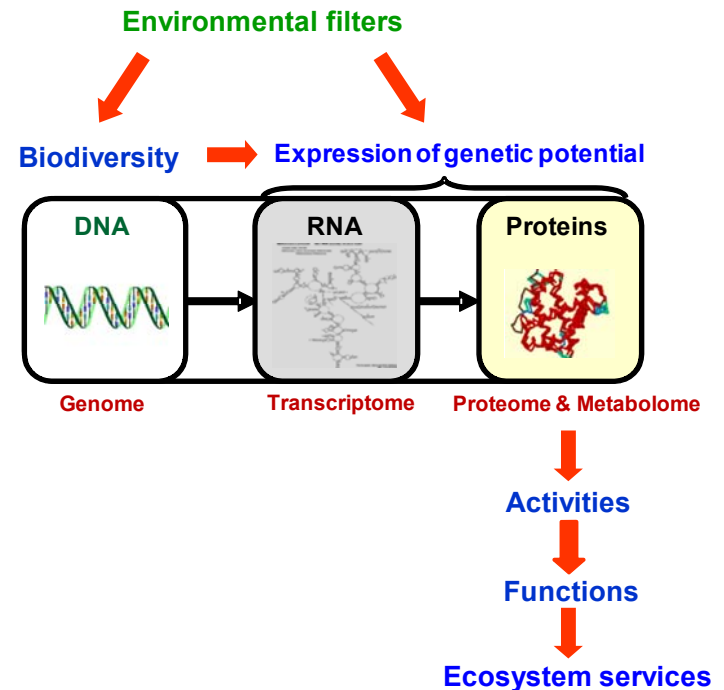 Environmental filters
Biodiversity
Expression of genetic potential
DNA
RNA
Proteins
Genome
Transcriptome
Proteome & Metabolome
Activities
Functions
Ecosystem services